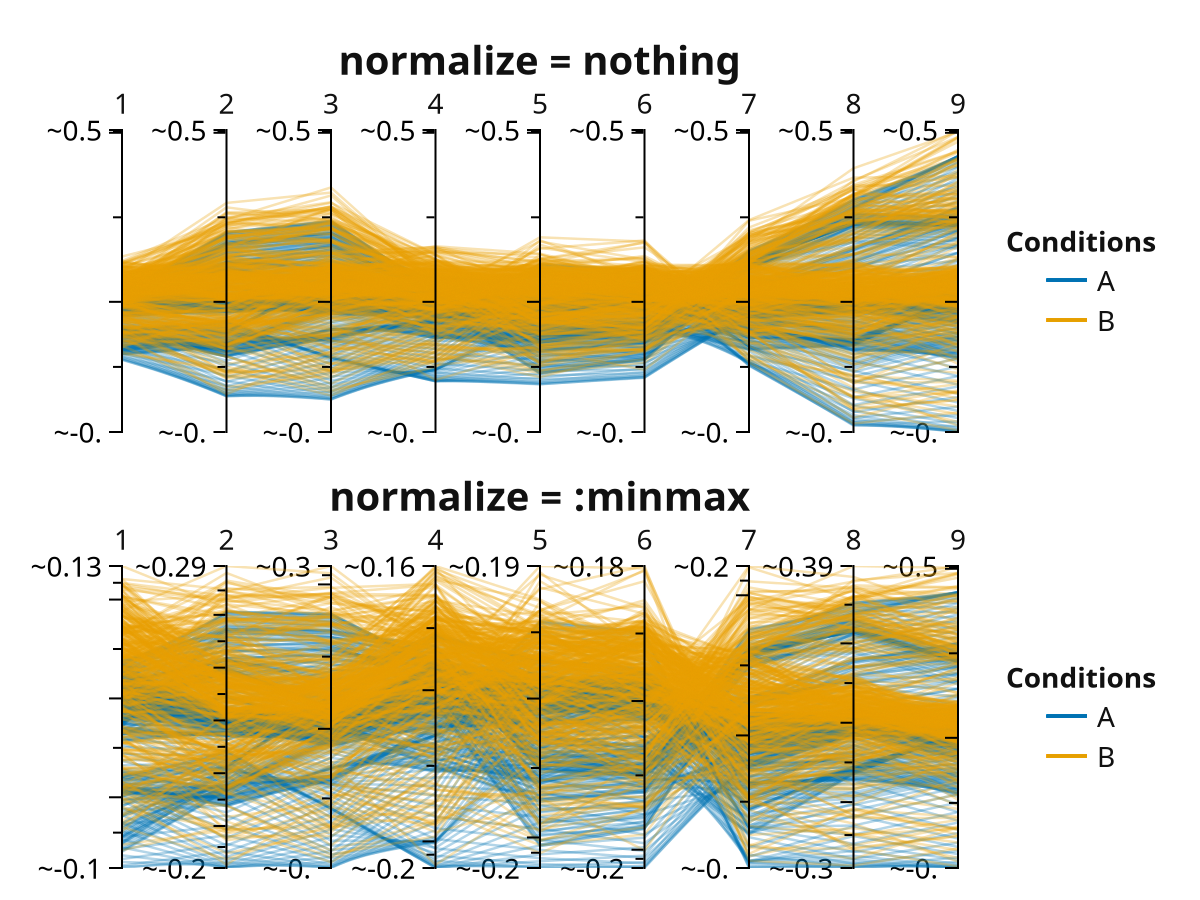 normalize = nothing
1 2 3 4 5 6 7 8 9
~0.5 ~0.5 ~0.5 ~0.5 ~0.5 ~0.5 ~0.5 ~0.5 ~0.5
~-0. ~-0. ~-0. ~-0. ~-0. ~-0. ~-0. ~-0. ~-0.
Conditions
A
B
normalize = :minmax
1 2 3 4 5 6 7 8 9
~0.13 ~0.29 ~0.3 ~0.16 ~0.19 ~0.18 ~0.2 ~0.39 ~0.5
~-0.1 ~-0.2 ~-0. ~-0.2 ~-0.2 ~-0.2 ~-0. ~-0.3 ~-0.
Conditions
A
B